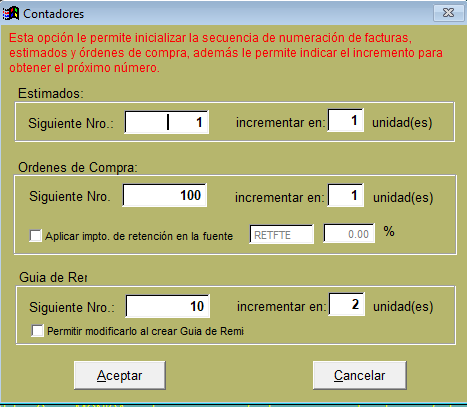 Contadores
Esta opción le permite inicializar la secuencia de numeración de facturas,
estimados y órdenes de compra, además le permite indicar el incremento para
obtener el próximo número.
Estimados:
Siguiente Nro.: 1 incrementar en: 1 unidad(es)
Ordenes de Compra:
Siguiente Nro. 100 incrementar en: 1 unidad(es)
Aplicar impto. de retención en la fuente RETFTE 0.00 %
Guia de Rer
Siguiente Nro.: 10 incrementar en: 2 unidad(es)
Permitir modificarlo al crear Guia de Remi
Aceptar Cancelar